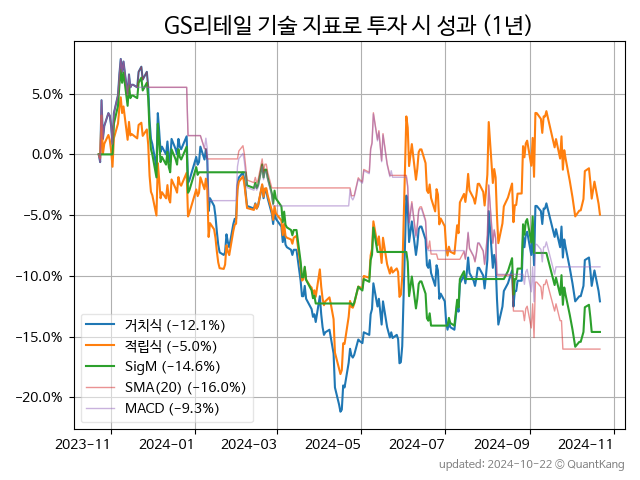 GS리테일 기술 지표로 투자 시 성과 (1년)
5.0%
0.0%
−5.0%
−10.0%
−15.0%
−20.0%
거치식 (−12.1%)
적립식 (−5.0%)
SigM (−14.6%)
SMA(20) (−16.0%)
MACD (−9.3%)
2023−11 2024−01 2024−03 2024−05 2024−07 2024−09 2024−11
updated: 2024-10-22 © QuantKang